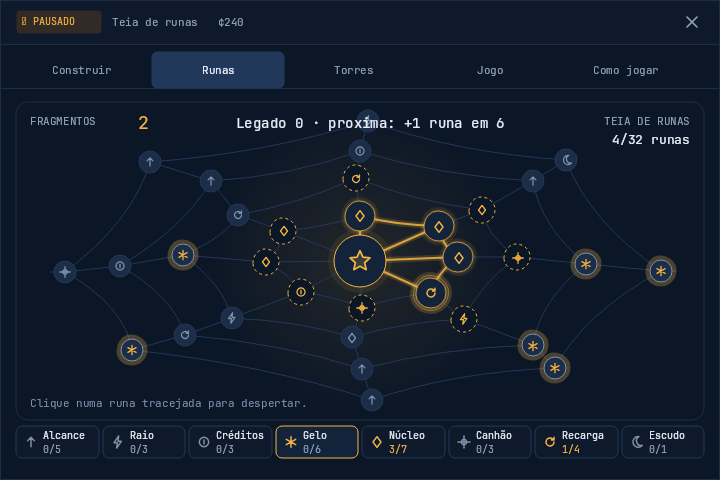 PAUSADO
Teia de runas $240
Construir Runas Torres Jogo Como jogar
FRAGMENTOS 2
Legado 0 · proxima: +1 runa em 6
TEIA DE RUNAS
4/32 runas
Clique numa runa tracejada para despertar.
Alcance
0/5
Raio
0/3
Créditos
0/3
Gelo
0/6
Núcleo
3/7
Canhão
0/3
Recarga
1/4
Escudo
0/1